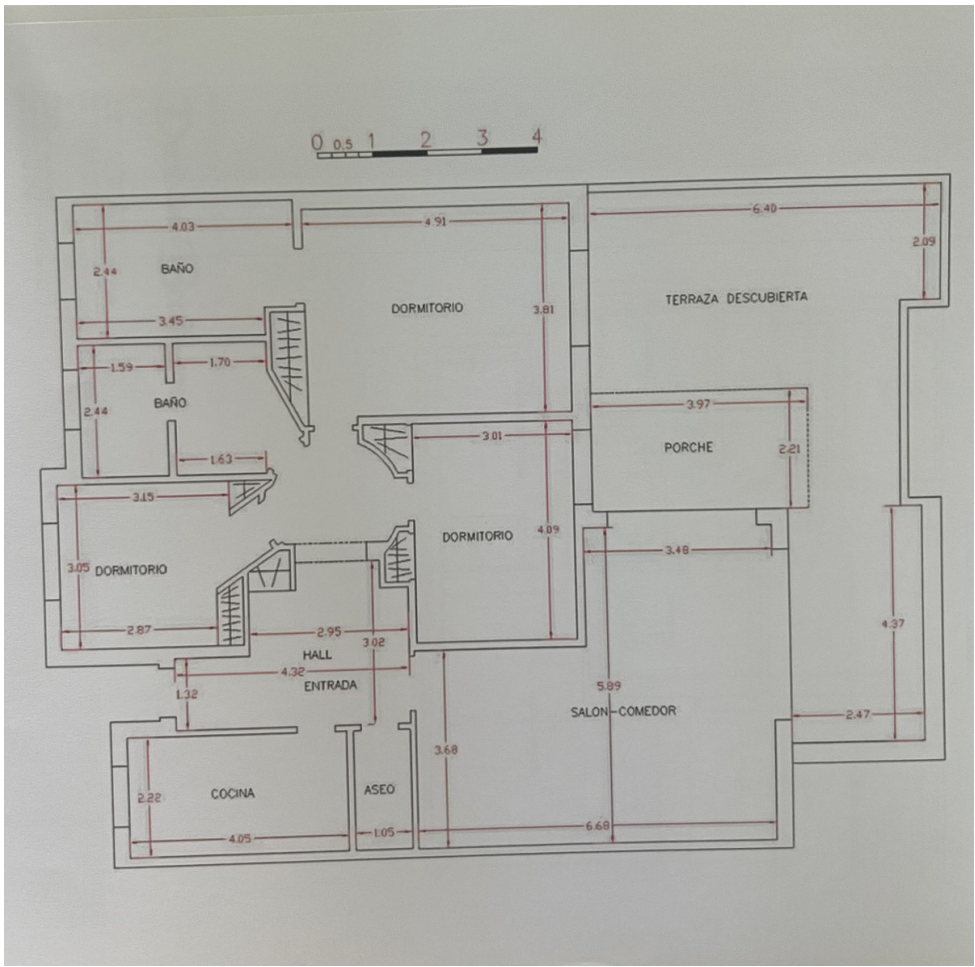 0 0.5 1 2 3 4
4.03
4.91
6.40
2.09
2.44
BAÑO
DORMITORIO
TERRAZA DESCUBIERTA
3.45
3.81
1.59
1.70
2.44
BAÑO
3.97
3.01
PORCHE
2.21
1.63
3.15
4.09
DORMITORIO
3.48
3.05
DORMITORIO
2.87
2.95
3.02
4.37
HALL
4.32
ENTRADA
1.32
5.89
SALON-COMEDOR
2.47
3.68
2.22
COCINA
ASEO
4.05
1.05
6.68